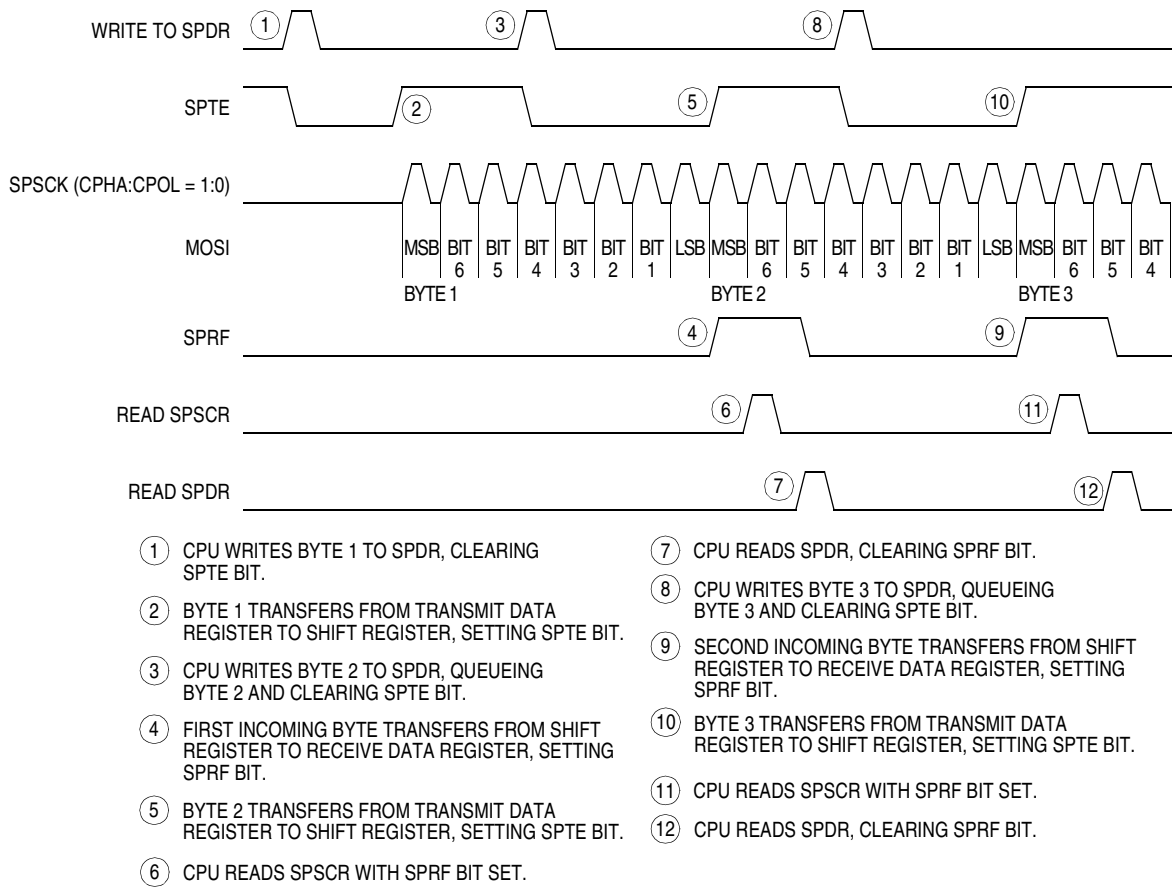 WRITE TO SPDR
1
3
8
SPTE
2
5
10
SPSCK (CPHA:CPOL = 1:0)
MOSI
MSB BIT BIT BIT BIT BIT BIT LSB MSB BIT BIT BIT BIT BIT BIT LSB MSB BIT BIT BIT
6 5 4 3 2 1 6 5 4 3 2 1 6 5 4
BYTE 1 BYTE 2 BYTE 3
SPRF
4
9
READ SPSCR
6
11
READ SPDR
7
12
1 CPU WRITES BYTE 1 TO SPDR, CLEARING
SPTE BIT.
2 BYTE 1 TRANSFERS FROM TRANSMIT DATA
REGISTER TO SHIFT REGISTER, SETTING SPTE BIT.
3 CPU WRITES BYTE 2 TO SPDR, QUEUEING
BYTE 2 AND CLEARING SPTE BIT.
4 FIRST INCOMING BYTE TRANSFERS FROM SHIFT
REGISTER TO RECEIVE DATA REGISTER, SETTING
SPRF BIT.
5 BYTE 2 TRANSFERS FROM TRANSMIT DATA
REGISTER TO SHIFT REGISTER, SETTING SPTE BIT.
6 CPU READS SPSCR WITH SPRF BIT SET.
7 CPU READS SPDR, CLEARING SPRF BIT.
8 CPU WRITES BYTE 3 TO SPDR, QUEUEING
BYTE 3 AND CLEARING SPTE BIT.
9 SECOND INCOMING BYTE TRANSFERS FROM SHIFT
REGISTER TO RECEIVE DATA REGISTER, SETTING
SPRF BIT.
10 BYTE 3 TRANSFERS FROM TRANSMIT DATA
REGISTER TO SHIFT REGISTER, SETTING SPTE BIT.
11 CPU READS SPSCR WITH SPRF BIT SET.
12 CPU READS SPDR, CLEARING SPRF BIT.